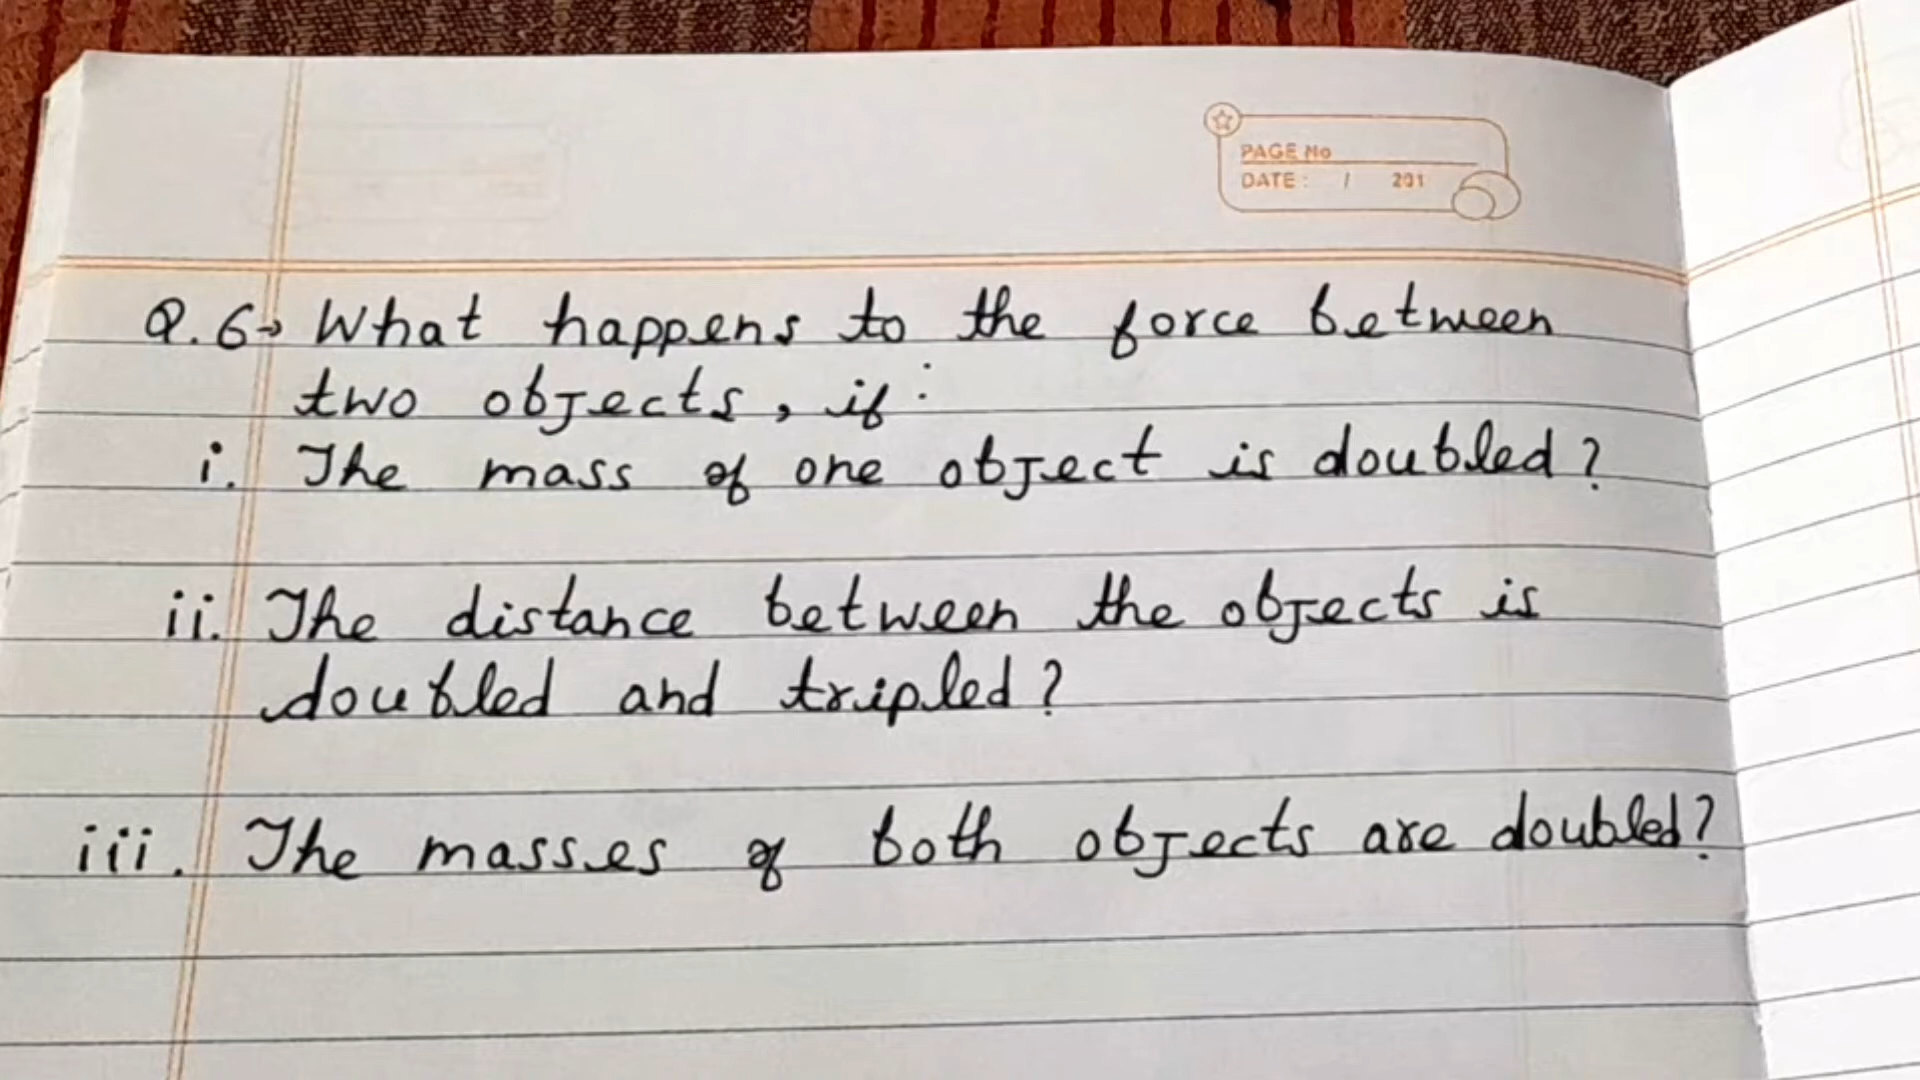 PAGE No
DATE: / 201
Q.6→ What happens to the force between
two objects, if:
i. The mass of one object is doubled?
ii. The distance between the objects is
doubled and tripled?
iii. The masses of both objects are doubled?